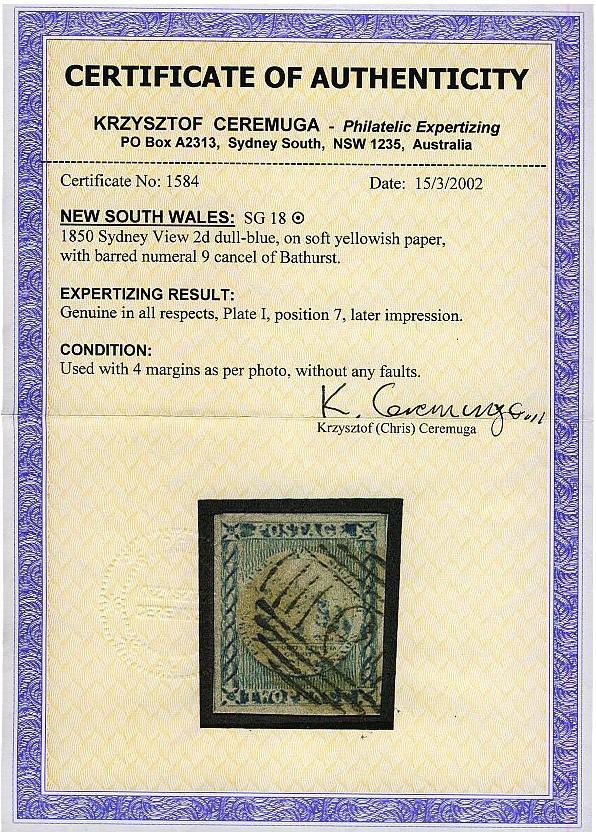 CERTIFICATE OF AUTHENTICITY
KRZYSZTOF CEREMUGA - Philatelic Expertizing
PO Box A2313, Sydney South, NSW 1235, Australia
Certificate No: 1584 Date: 15/3/2002
NEW SOUTH WALES: SG 18 ⊙
1850 Sydney View 2d dull-blue, on soft yellowish paper,
with barred numeral 9 cancel of Bathurst.
EXPERTIZING RESULT:
Genuine in all respects, Plate I, position 7, later impression.
CONDITION:
Used with 4 margins as per photo, without any faults.
K. Ceremuga
Krzysztof (Chris) Ceremuga
POSTAGE
TWO